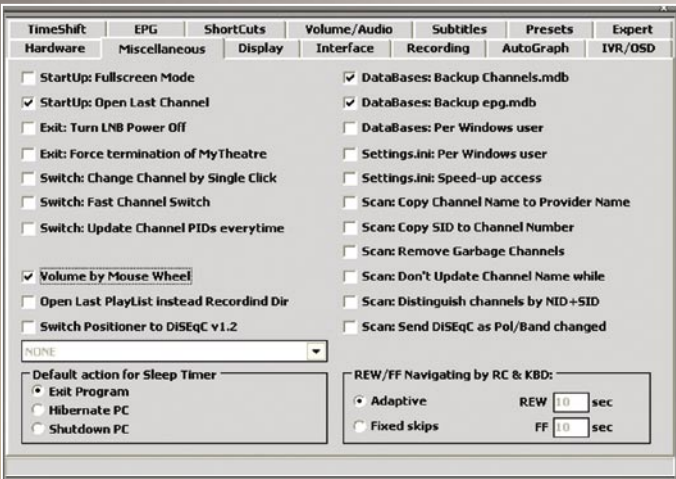 TimeShift EPG ShortCuts Volume/Audio Subtitles Presets Expert
Hardware Miscellaneous Display Interface Recording AutoGraph IVR/OSD
StartUp: Fullscreen Mode
StartUp: Open Last Channel
Exit: Turn LNB Power Off
Exit: Force termination of MyTheatre
Switch: Change Channel by Single Click
Switch: Fast Channel Switch
Switch: Update Channel PIDs everytime
Volume by Mouse Wheel
Open Last PlayList instead Recordind Dir
Switch Positioner to DiSEqC v1.2
NONE
Default action for Sleep Timer
Exit Program
Hibernate PC
Shutdown PC
DataBases: Backup Channels.mdb
DataBases: Backup epg.mdb
DataBases: Per Windows user
Settings.ini: Per Windows user
Settings.ini: Speed-up access
Scan: Copy Channel Name to Provider Name
Scan: Copy SID to Channel Number
Scan: Remove Garbage Channels
Scan: Don't Update Channel Name while
Scan: Distinguish channels by NID+SID
Scan: Send DiSEqC as Pol/Band changed
REW/FF Navigating by RC & KBD:
Adaptive REW 10 sec
Fixed skips FF 10 sec